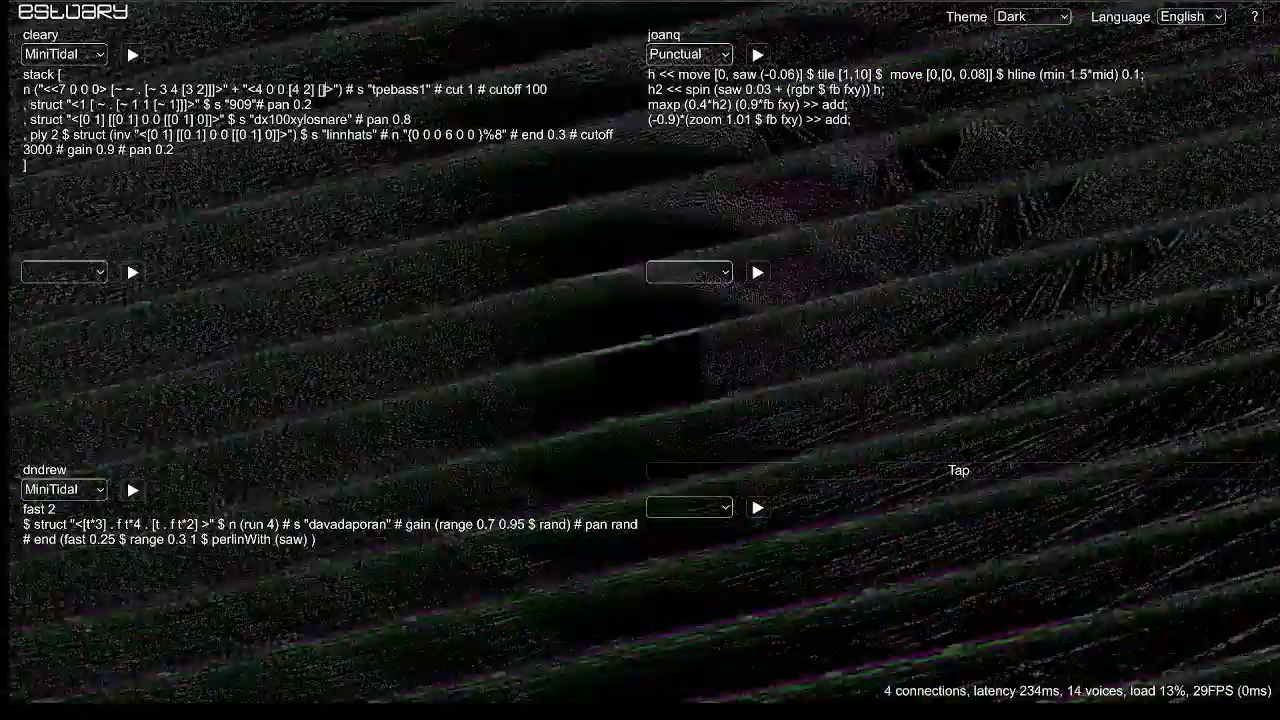 estuary
Theme Dark Language English ?
cleary
MiniTidal
stack [
n ("<<7 0 0 0> [~ ~ . [~ 3 4 [3 2]]]>" + "<4 0 0 [4 2] []>") # s "tpebass1" # cut 1 # cutoff 100
, struct "<1 [ ~ . [~ 1 1 [~ 1]]]>" $ s "909"# pan 0.2
, struct "<[0 1] [[0 1] 0 0 [[0 1] 0]]>" $ s "dx100xylosnare" # pan 0.8
, ply 2 $ struct (inv "<[0 1] [[0 1] 0 0 [[0 1] 0]]>") $ s "linnhats" # n "{0 0 0 6 0 0 }%8" # end 0.3 # cutoff
3000 # gain 0.9 # pan 0.2
]
joanq
Punctual
h << move [0, saw (-0.06)] $ tile [1,10] $  move [0,[0, 0.08]] $ hline (min 1.5*mid) 0.1;
h2 << spin (saw 0.03 + (rgbr $ fb fxy)) h;
maxp (0.4*h2) (0.9*fb fxy) >> add;
(-0.9)*(zoom 1.01 $ fb fxy) >> add;
dndrew
MiniTidal
fast 2
$ struct "<[t*3] . f t*4 . [t . f t*2] >" $ n (run 4) # s "davadaporan" # gain (range 0.7 0.95 $ rand) # pan rand
# end (fast 0.25 $ range 0.3 1 $ perlinWith (saw) )
Tap
4 connections, latency 234ms, 14 voices, load 13%, 29FPS (0ms)